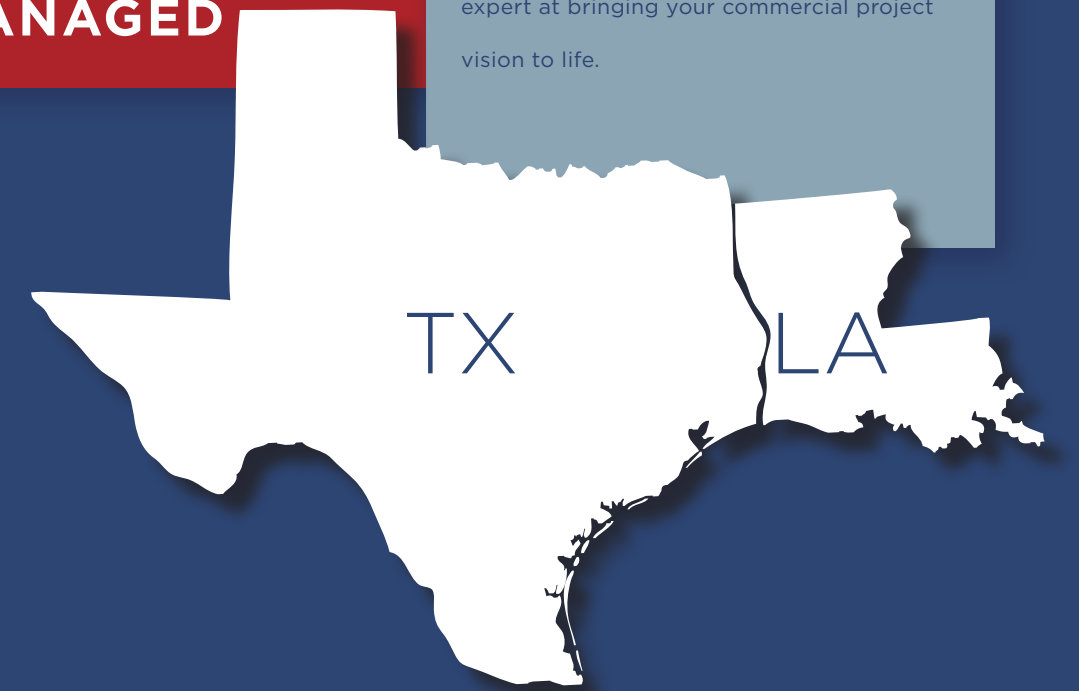 ANAGED
expert at bringing your commercial project
vision to life.
TX
LA